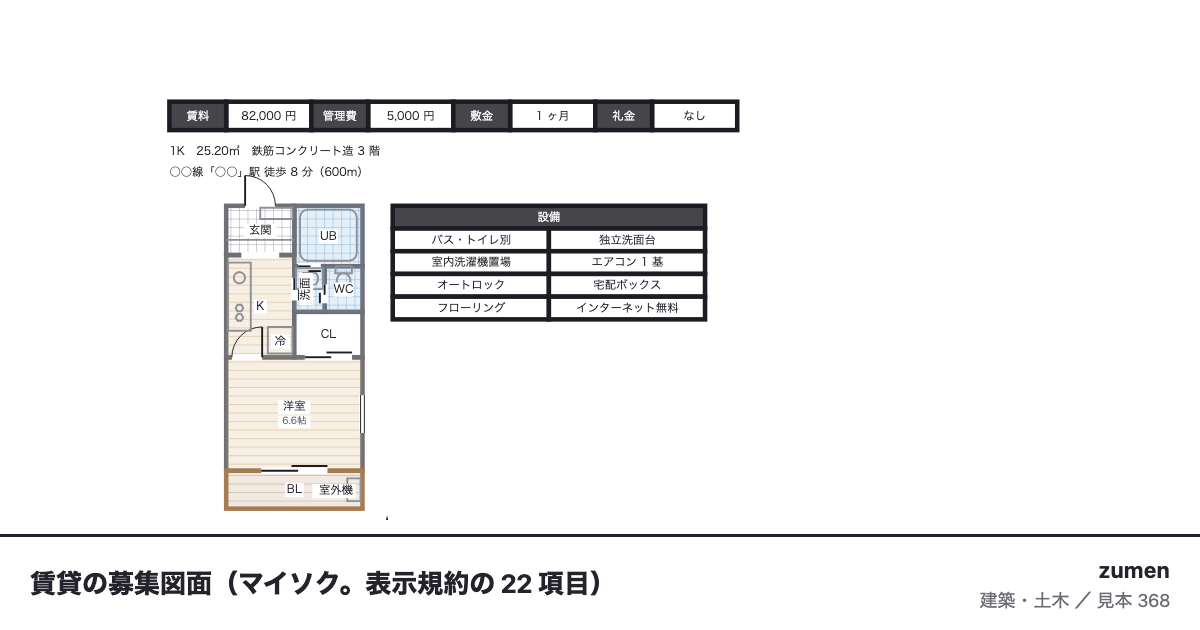 賃料 82,000 円 管理費 5,000 円 敷金 1 ヶ月 礼金 なし
1K 25.20㎡ 鉄筋コンクリート造 3 階
○○線「○○」駅 徒歩 8 分（600m）
玄関
UB
洗面
WC
K
冷
CL
洋室
6.6帖
BL 室外機
設備
バス・トイレ別 独立洗面台
室内洗濯機置場 エアコン 1 基
オートロック 宅配ボックス
フローリング インターネット無料
賃貸の募集図面（マイソク。表示規約の 22 項目）
zumen
建築・土木 ／ 見本 368